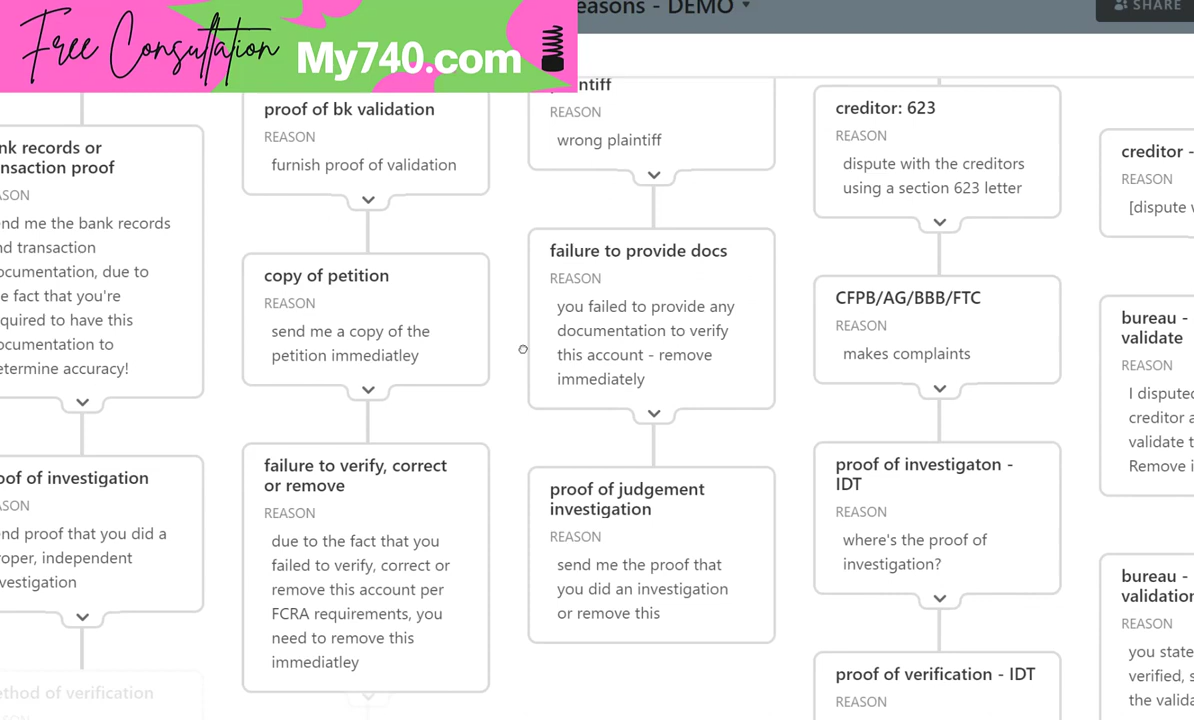 Free Consultation
My740.com
easons - DEMO
SHARE
nk records or
nsaction proof
ASON
nd me the bank records
nd transaction
ocumentation, due to
e fact that you're
quired to have this
ocumentation to
etermine accuracy!
oof of investigation
ASON
nd proof that you did a
oper, independent
vestigation
ethod of verification
ASON
proof of bk validation
REASON
furnish proof of validation
copy of petition
REASON
send me a copy of the
petition immediatley
failure to verify, correct
or remove
REASON
due to the fact that you
failed to verify, correct or
remove this account per
FCRA requirements, you
need to remove this
immediatley
ntiff
REASON
wrong plaintiff
failure to provide docs
REASON
you failed to provide any
documentation to verify
this account - remove
immediately
proof of judgement
investigation
REASON
send me the proof that
you did an investigation
or remove this
creditor: 623
REASON
dispute with the creditors
using a section 623 letter
CFPB/AG/BBB/FTC
REASON
makes complaints
proof of investigaton -
IDT
REASON
where's the proof of
investigation?
proof of verification - IDT
REASON
creditor -
REASON
[dispute w
bureau -
validate
REASON
I disputed
creditor a
validate t
Remove i
bureau -
validation
REASON
you state
verified, s
the valida